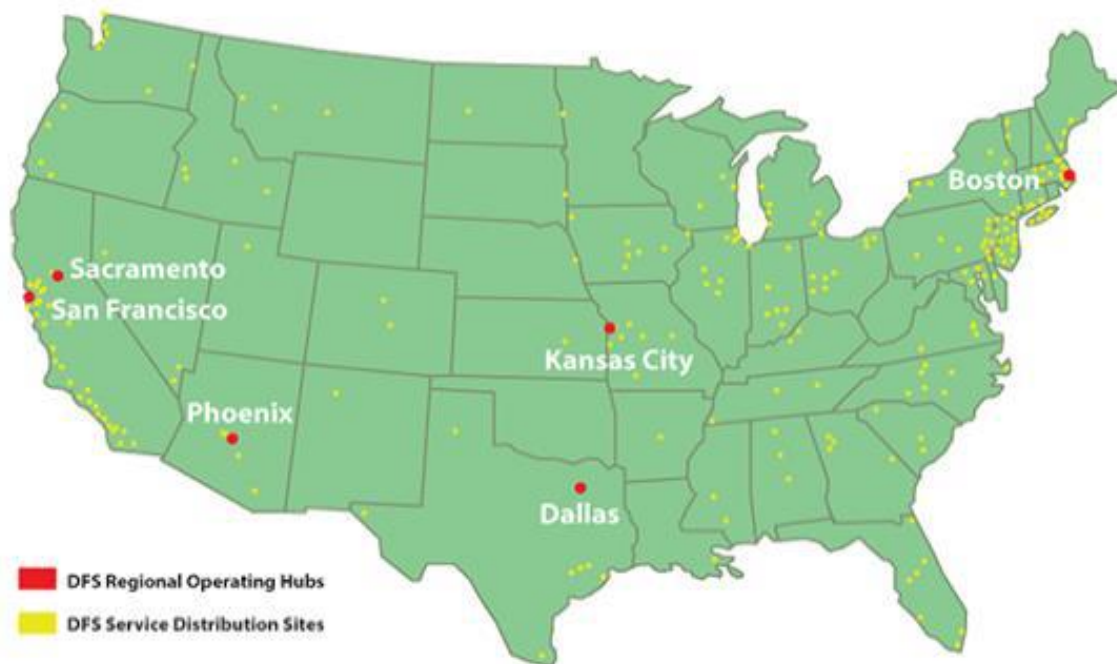 Boston
Sacramento
San Francisco
Kansas City
Phoenix
Dallas
DFS Regional Operating Hubs
DFS Service Distribution Sites